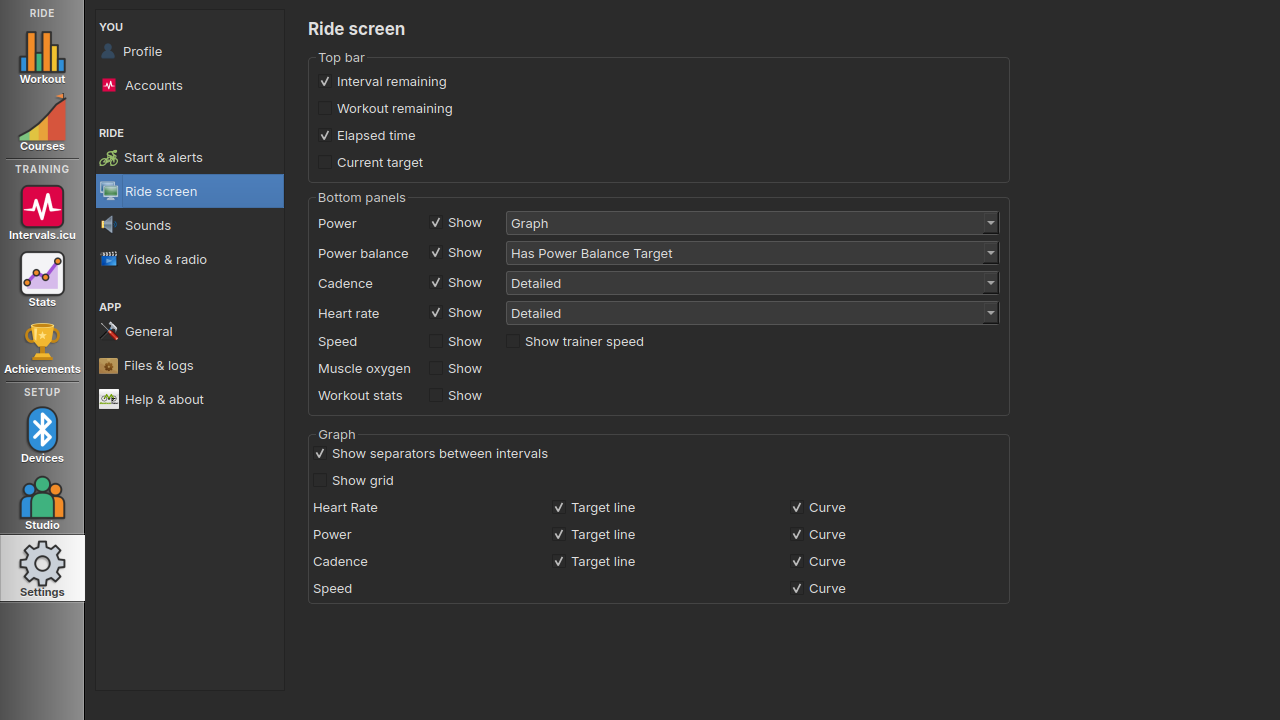 RIDE
Workout
Courses
TRAINING
Intervals.icu
Stats
Achievements
SETUP
Devices
Studio
Settings
YOU
Profile
Accounts
RIDE
Start & alerts
Ride screen
Sounds
Video & radio
APP
General
Files & logs
Help & about
Ride screen
Top bar
Interval remaining
Workout remaining
Elapsed time
Current target
Bottom panels
Power Show Graph
Power balance Show Has Power Balance Target
Cadence Show Detailed
Heart rate Show Detailed
Speed Show Show trainer speed
Muscle oxygen Show
Workout stats Show
Graph
Show separators between intervals
Show grid
Heart Rate Target line Curve
Power Target line Curve
Cadence Target line Curve
Speed Curve